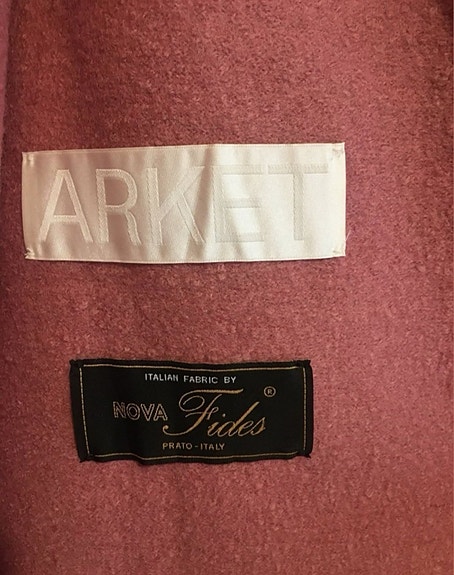 ARKET
ITALIAN FABRIC BY
NOVA Fides ®
PRATO-ITALY